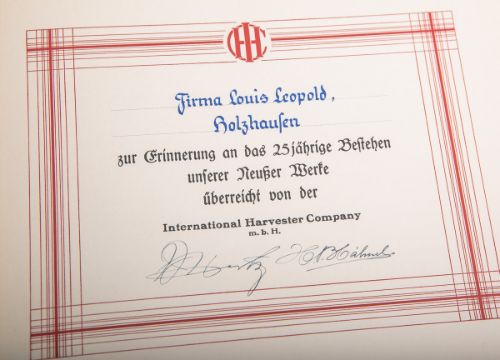 IHC
Firma Louis Leopold,
Holzhausen
zur Erinnerung an das 25jährige Bestehen
unserer Neußer Werke
überreicht von der
International Harvester Company
m. b. H.